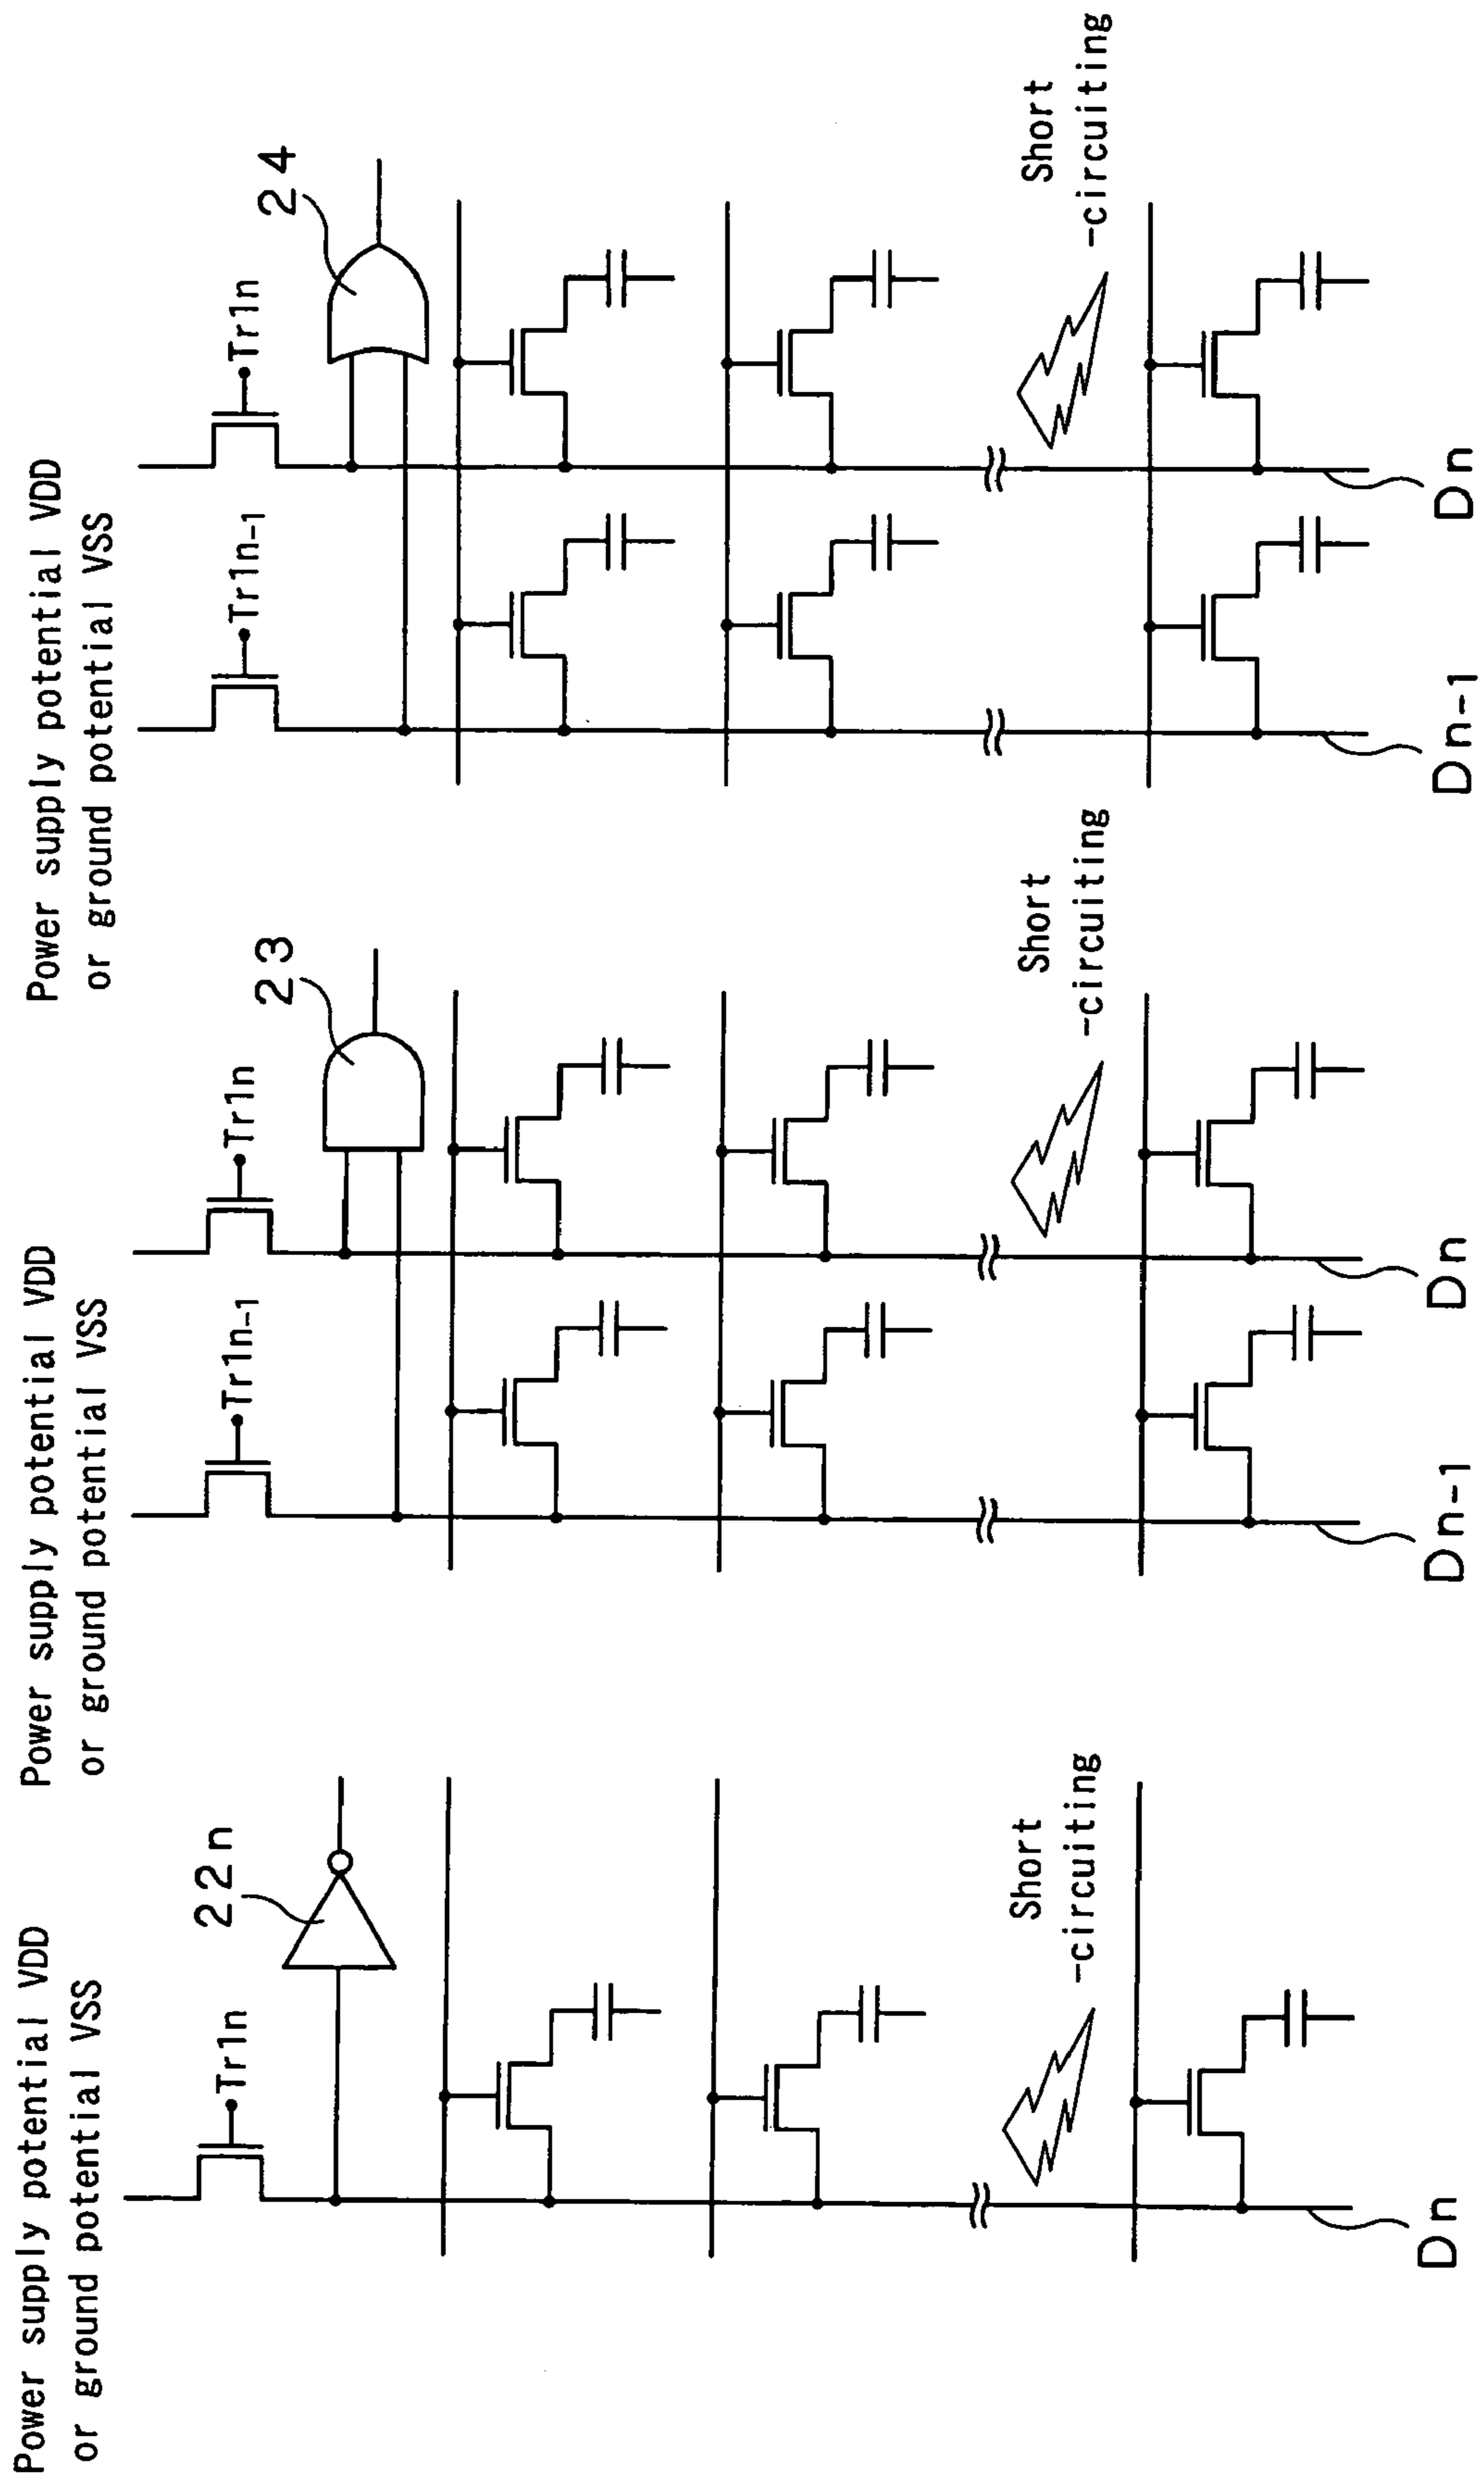 Power supply potential VDD
or ground potential VSS
Tr1n
22n
Short
-circuiting
Dn
Power supply potential VDD
or ground potential VSS
Tr1n-1
Tr1n
23
Short
-circuiting
Dn-1
Dn
Power supply potential VDD
or ground potential VSS
Tr1n-1
Tr1n
24
Short
-circuiting
Dn-1
Dn